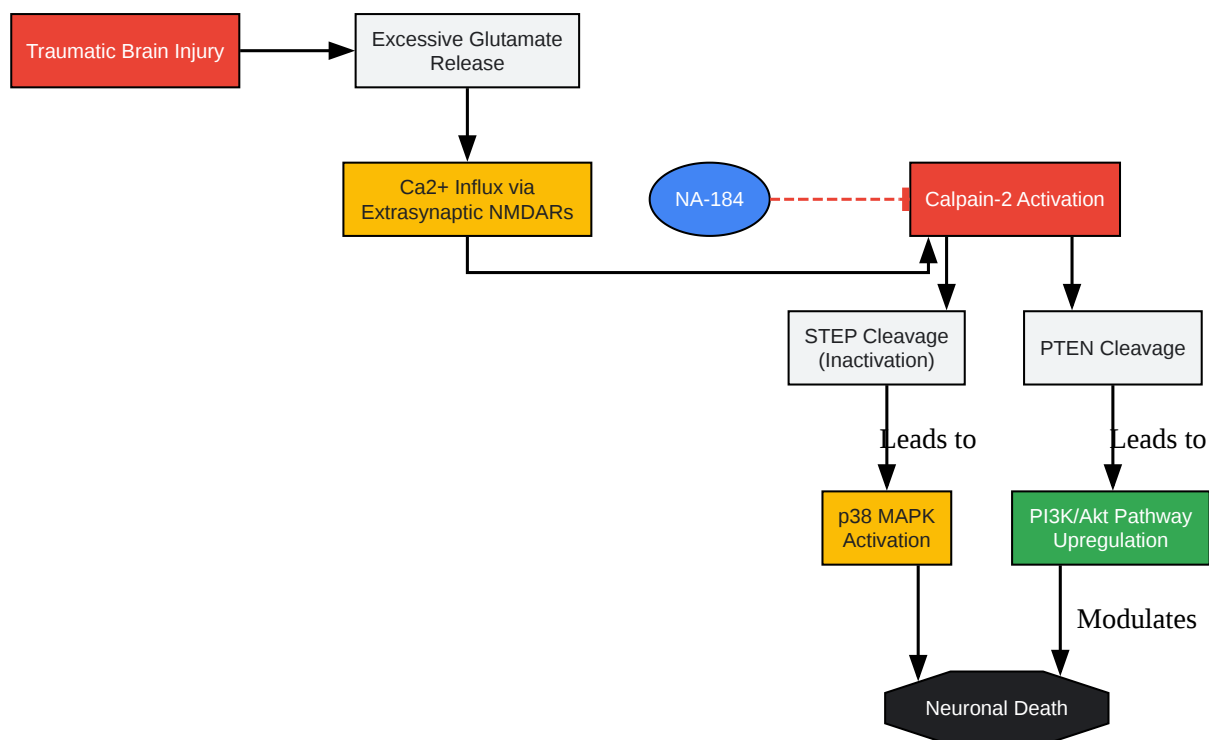 Traumatic Brain Injury
Excessive Glutamate
Release
Ca2+ Influx via
Extrasynaptic NMDARs
NA-184
Calpain-2 Activation
STEP Cleavage
(Inactivation)
PTEN Cleavage
Leads to
Leads to
p38 MAPK
Activation
PI3K/Akt Pathway
Upregulation
Modulates
Neuronal Death